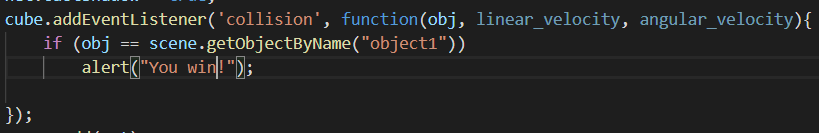 cube.addEventListener('collision', function(obj, linear_velocity, angular_velocity){
if (obj == scene.getObjectByName("object1"))
alert("You win!");
});